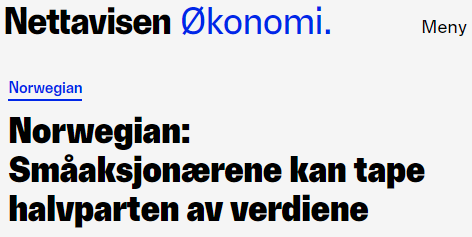 Nettavisen Økonomi.
Meny
Norwegian
Norwegian:
Småaksjonærene kan tape
halvparten av verdiene